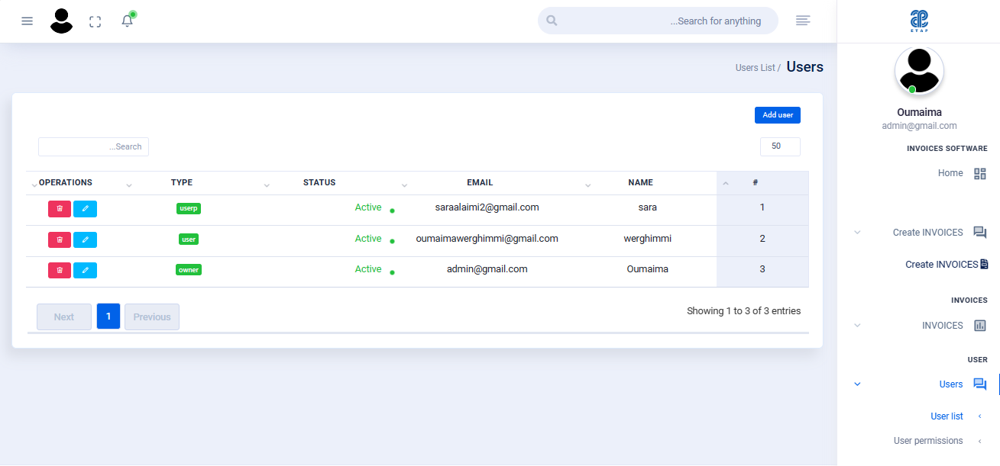 ...Search for anything
ETAP
Users List / Users
Oumaima
admin@gmail.com
INVOICES SOFTWARE
Home
Create INVOICES
Create INVOICES
INVOICES
INVOICES
USER
Users
User list
User permissions
Add user
...Search
50
OPERATIONS TYPE STATUS EMAIL NAME #
userp Active saraalaimi2@gmail.com sara 1
user Active oumaimawerghimmi@gmail.com werghimmi 2
owner Active admin@gmail.com Oumaima 3
Next 1 Previous
Showing 1 to 3 of 3 entries